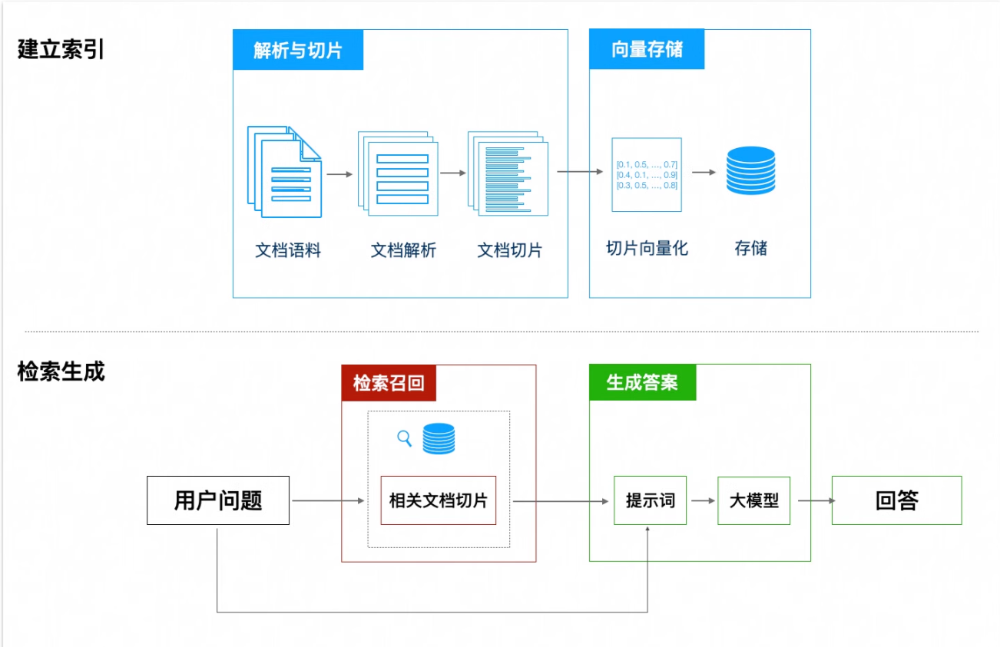 建立索引
解析与切片
向量存储
[0.1, 0.5, ..., 0.7]
[0.4, 0.1, ..., 0.9]
[0.3, 0.5, ..., 0.8]
文档语料
文档解析
文档切片
切片向量化
存储
检索生成
检索召回
生成答案
用户问题
相关文档切片
提示词
大模型
回答